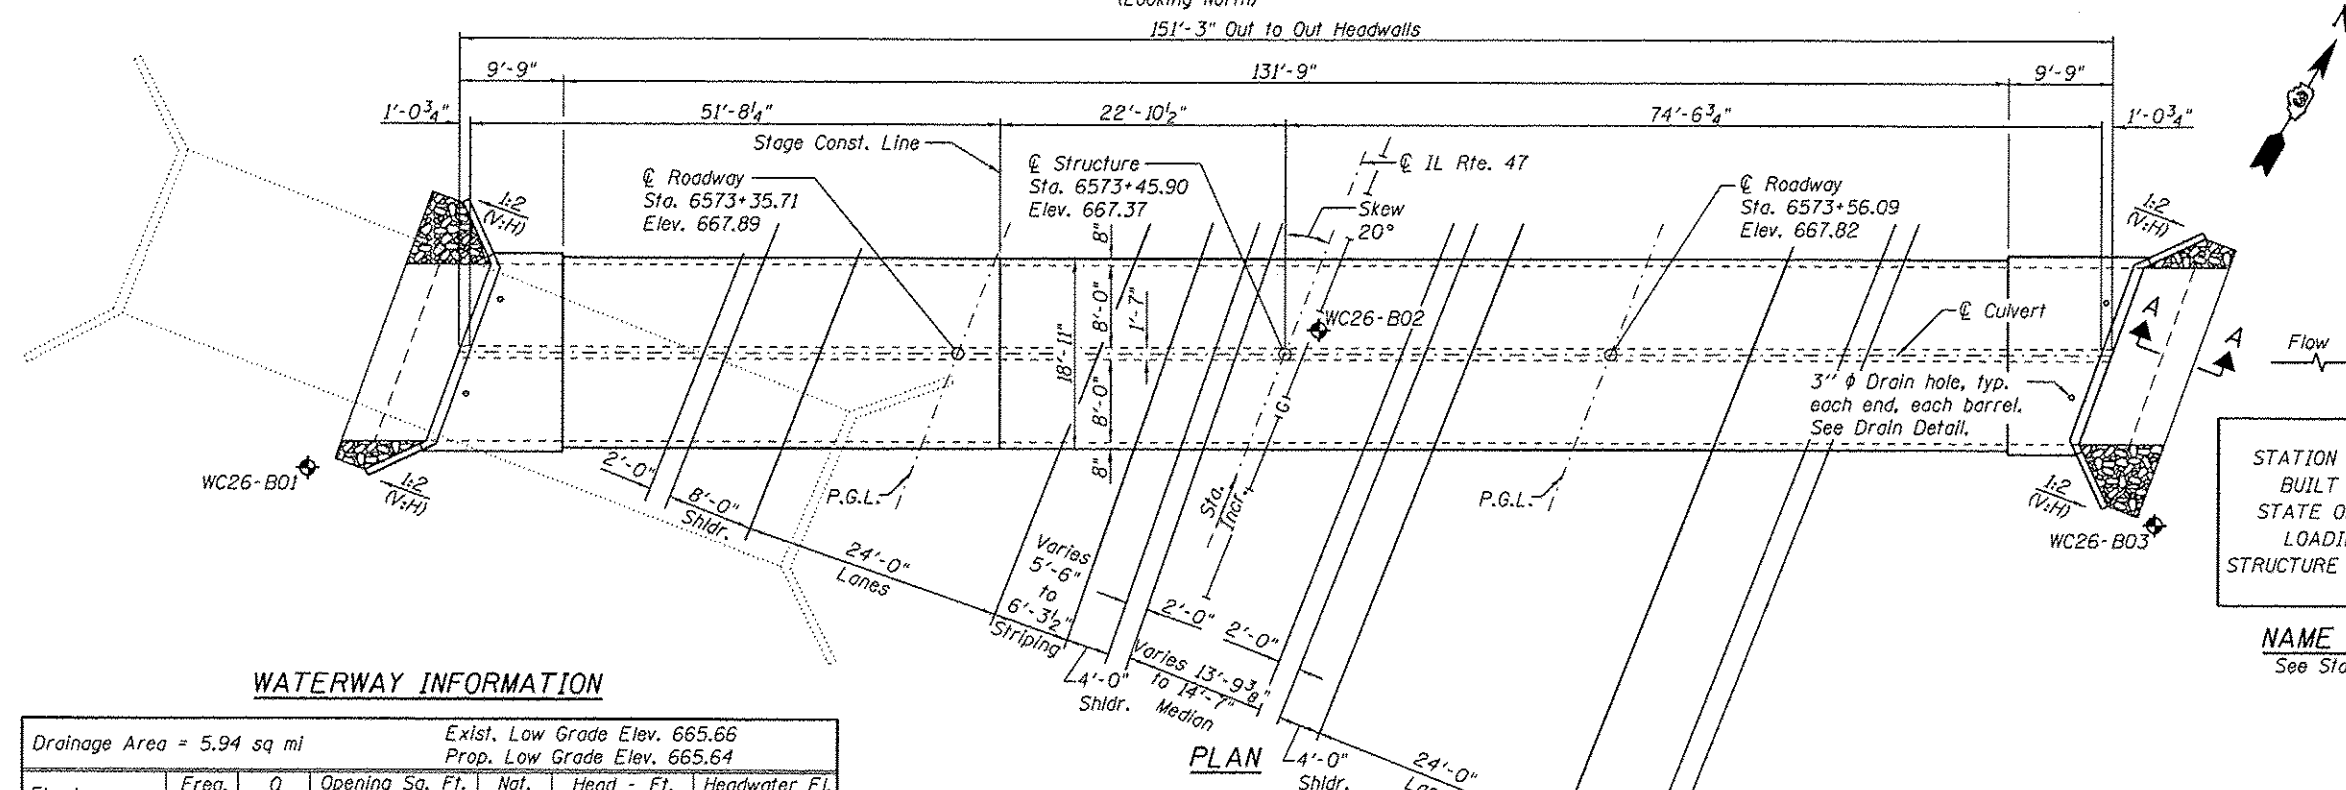 (Looking North)
151'-3" Out to Out Headwalls
9'-9" 131'-9" 9'-9"
1'-0¾" 51'-8¼" 22'-10½" 74'-6¾" 1'-0¾"
Stage Const. Line
℄ Roadway
Sta. 6573+35.71
Elev. 667.89
℄ Structure
Sta. 6573+45.90
Elev. 667.37
℄ IL Rte. 47
Skew
20°
℄ Roadway
Sta. 6573+56.09
Elev. 667.82
1:2
(V:H)
1:2
(V:H)
8"
8'-0"
1'-7"
18'-11"
8'-0"
8"
WC26-B02
℄ Culvert
A
A
Flow
3" ϕ Drain hole, typ.
each end, each barrel.
See Drain Detail.
WC26-B01
1:2
(V:H)
P.G.L.
Sta.
Incr.
G
P.G.L.
1:2
(V:H)
WC26-B03
2'-0"
8'-0"
Shldr.
24'-0"
Lanes
Varies
5'-6"
to
6'-3½"
Striping
4'-0"
Shldr.
2'-0"
Varies 13'-9⅜"
to 14'-7"
Median
2'-0"
4'-0"
Shldr.
24'-0"
STATION
BUILT
STATE
STRUCTURE
NAME
See
PLAN
WATERWAY INFORMATION
Drainage Area = 5.94 sq mi
Exist. Low Grade Elev. 665.66
Prop. Low Grade Elev. 665.64
Freq. Q Opening Sq. Ft. Nat. Head - Ft. Headwater El.